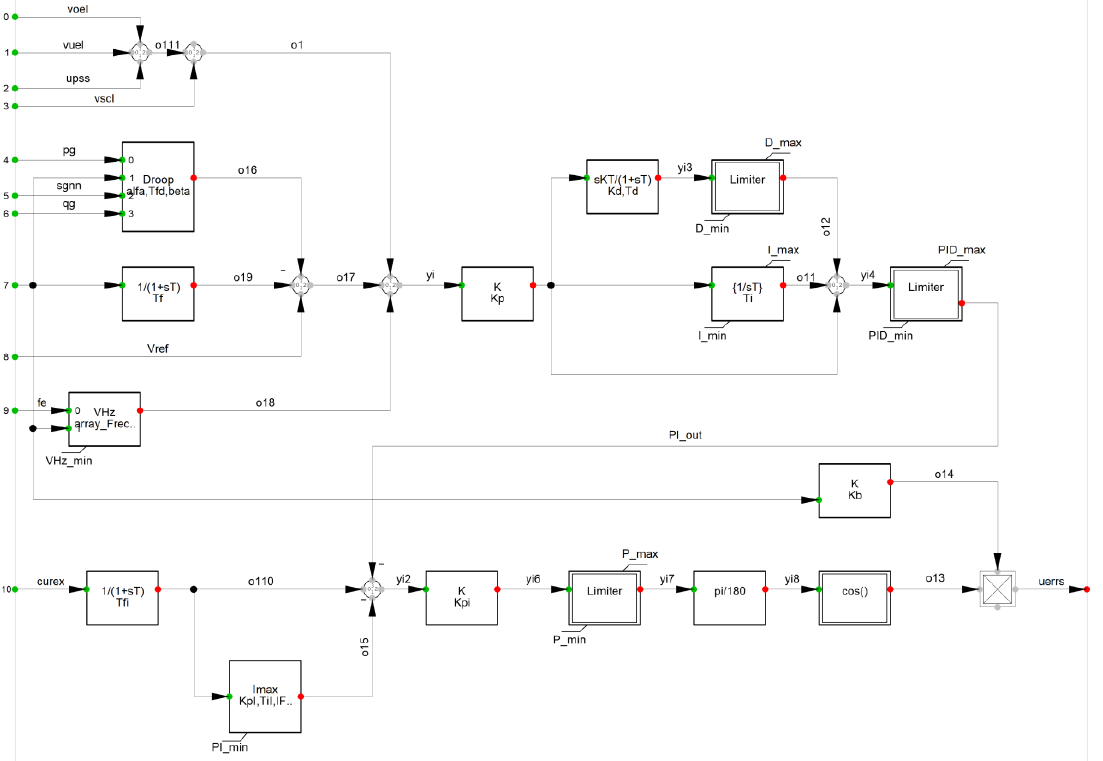 0
voel
1
vuel
o111
o1
2
upss
3
vscl
4
pg
0
1
5
sgnn
2
6
qg
3
Droop
alfa,Tfd,beta
o16
sKT/(1+sT)
Kd,Td
yi3
D_max
Limiter
D_min
o12
7
1/(1+sT)
Tf
o19
-
o17
yi
K
Kp
I_max
{1/sT}
Ti
I_min
o11
yi4
PID_max
Limiter
PID_min
8
Vref
9
fe
0
VHz
array_Frec..
VHz_min
o18
PI_out
K
Kb
o14
10
curex
1/(1+sT)
Tfi
o110
-
-
yi2
K
Kpi
yi6
P_max
Limiter
P_min
yi7
pi/180
yi8
cos()
o13
uerrs
o15
Imax
KpI,TiI,IF..
PI_min